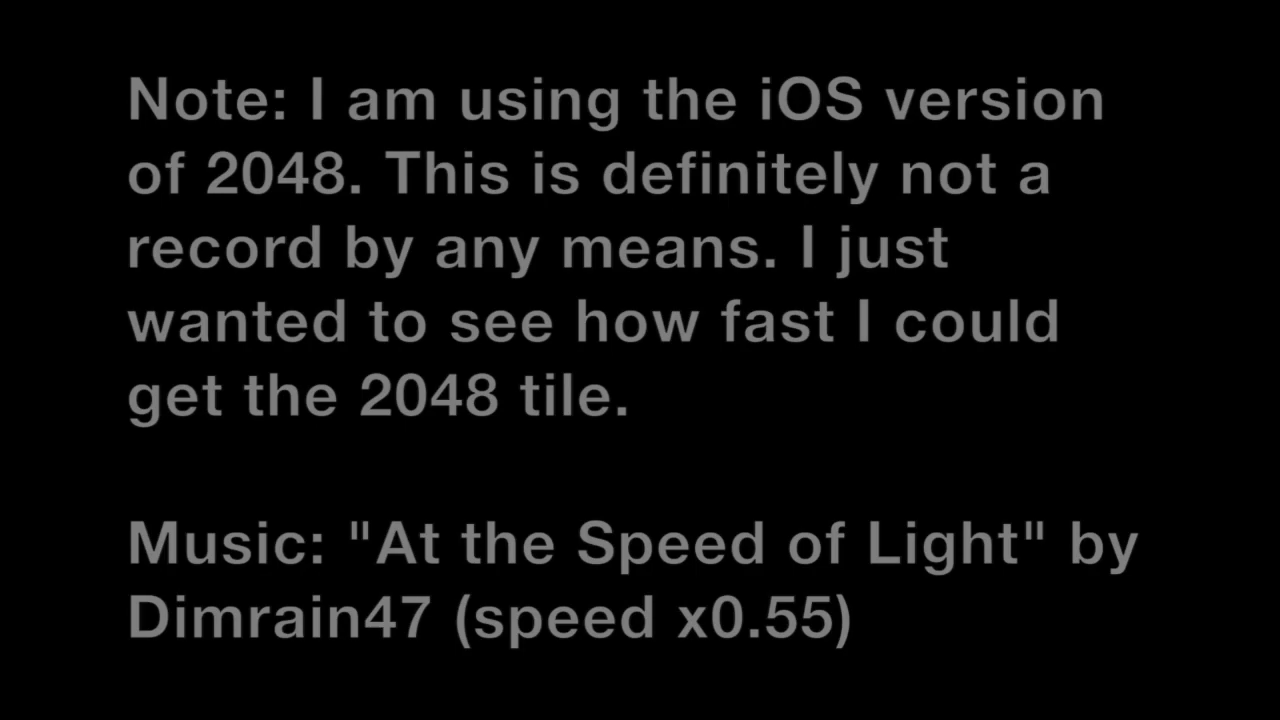 Note: I am using the iOS version
of 2048. This is definitely not a
record by any means. I just
wanted to see how fast I could
get the 2048 tile.
Music: "At the Speed of Light" by
Dimrain47 (speed x0.55)